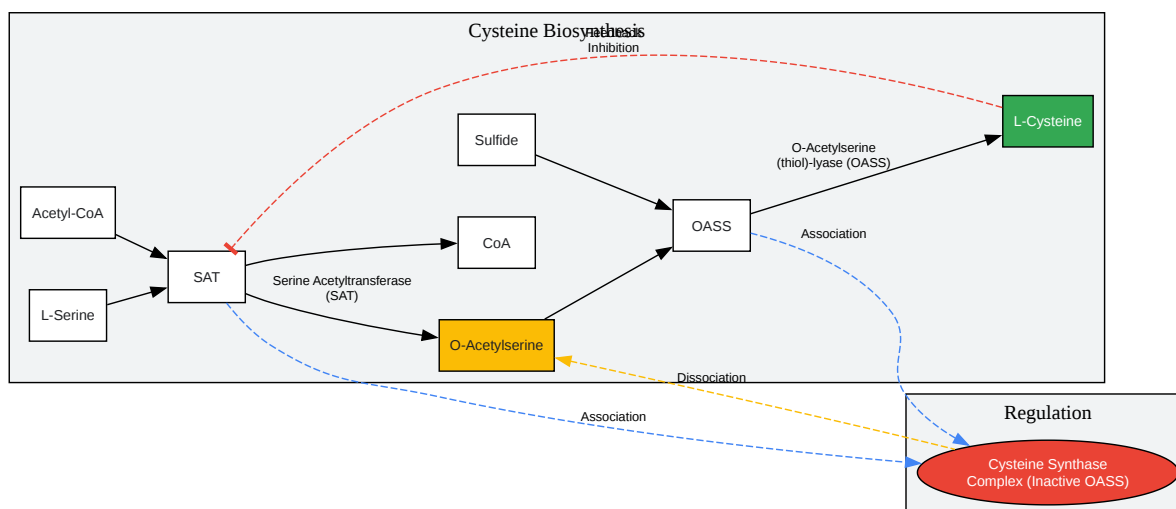 Cysteine Biosynthesis
Feedback
Inhibition
L-Cysteine
Sulfide
O-Acetylserine
(thiol)-lyase (OASS)
Acetyl-CoA
OASS
CoA
Association
SAT
Serine Acetyltransferase
(SAT)
L-Serine
O-Acetylserine
Dissociation
Association
Regulation
Cysteine Synthase
Complex (Inactive OASS)